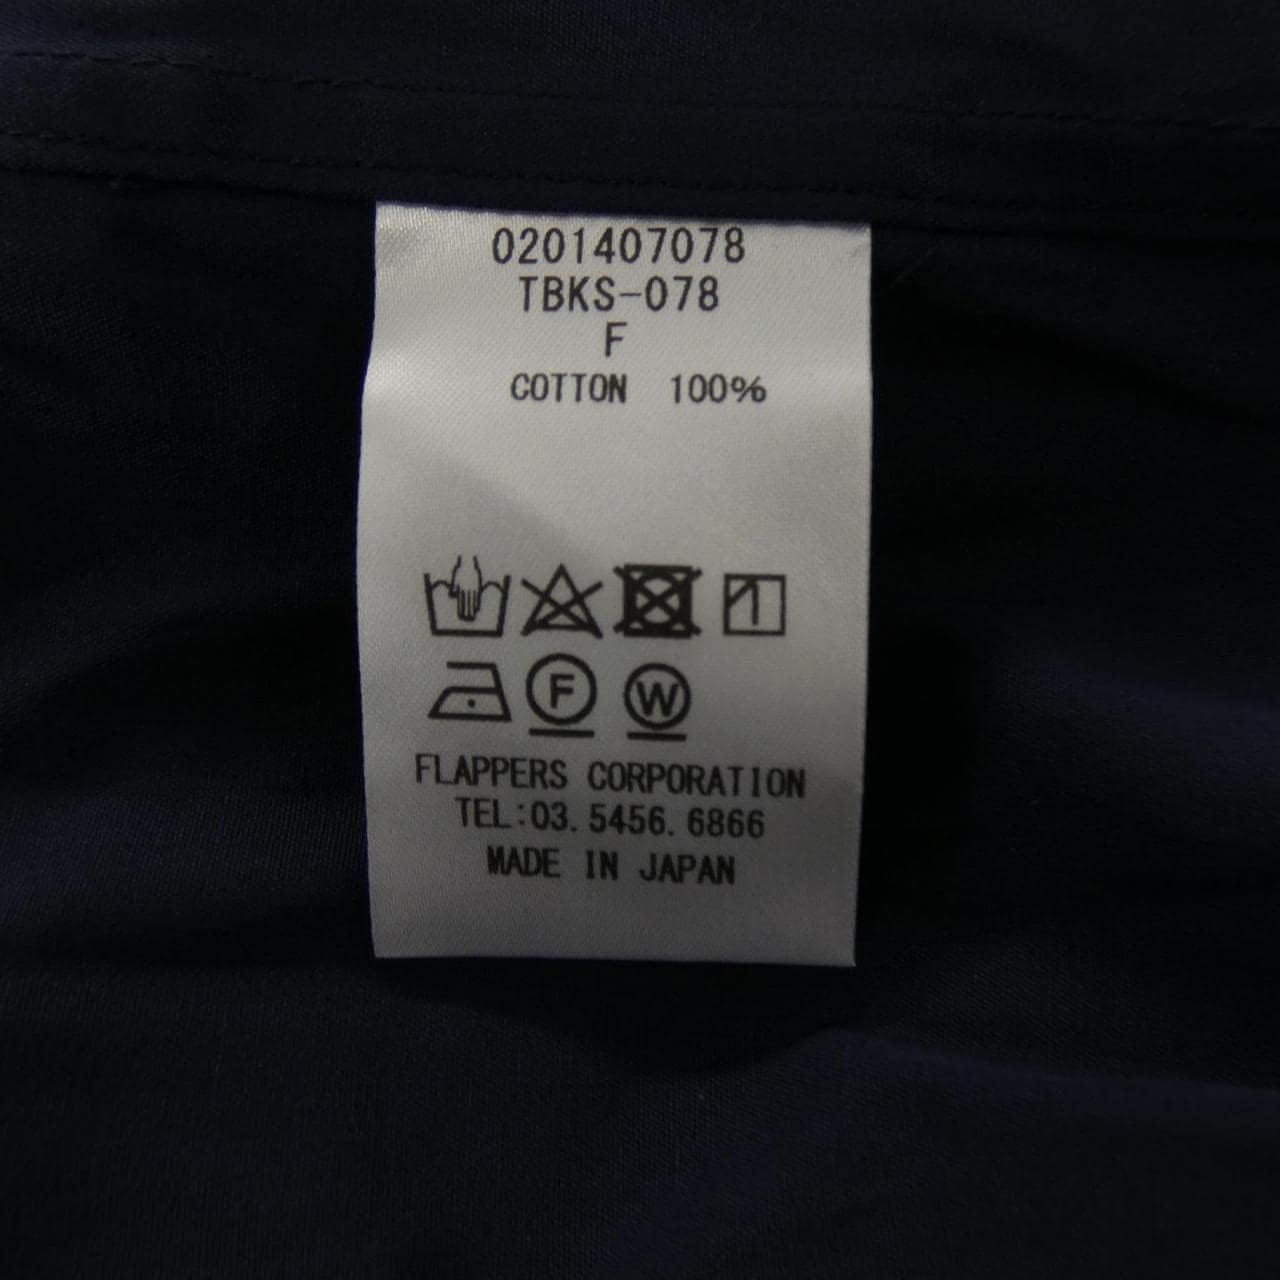 0201407078
TBKS-078
F
COTTON 100%
F W
FLAPPERS CORPORATION
TEL:03. 5456. 6866
MADE IN JAPAN